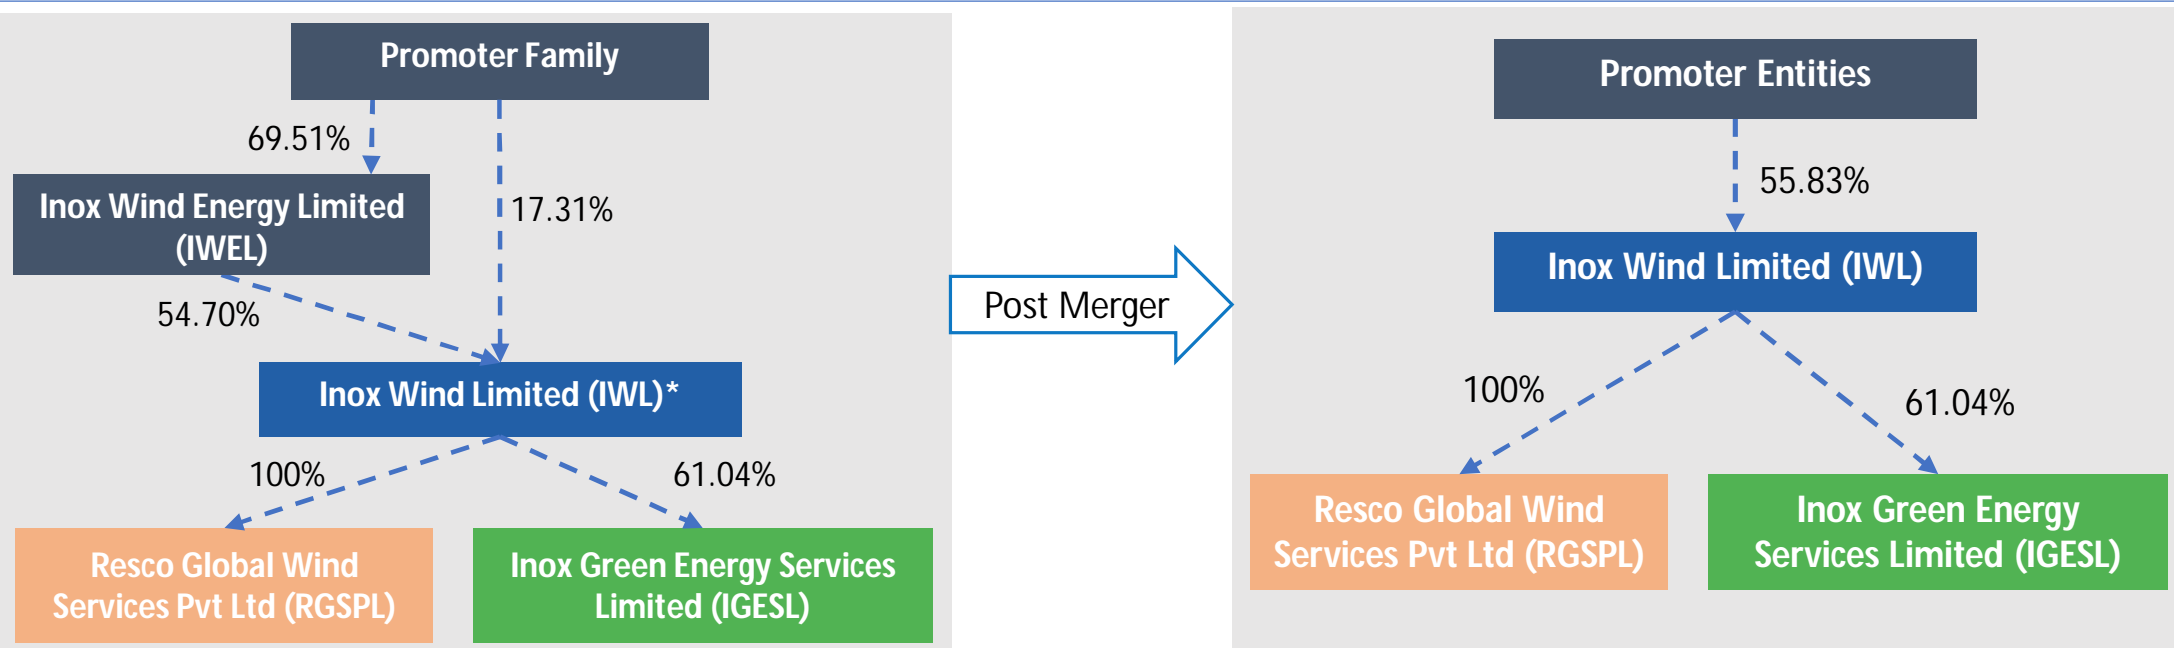 Promoter Family
69.51%
Inox Wind Energy Limited
(IWEL)
17.31%
54.70%
Inox Wind Limited (IWL)*
100%
61.04%
Resco Global Wind
Services Pvt Ltd (RGSPL)
Inox Green Energy Services
Limited (IGESL)
Post Merger
Promoter Entities
55.83%
Inox Wind Limited (IWL)
100%
61.04%
Resco Global Wind
Services Pvt Ltd (RGSPL)
Inox Green Energy
Services Limited (IGESL)